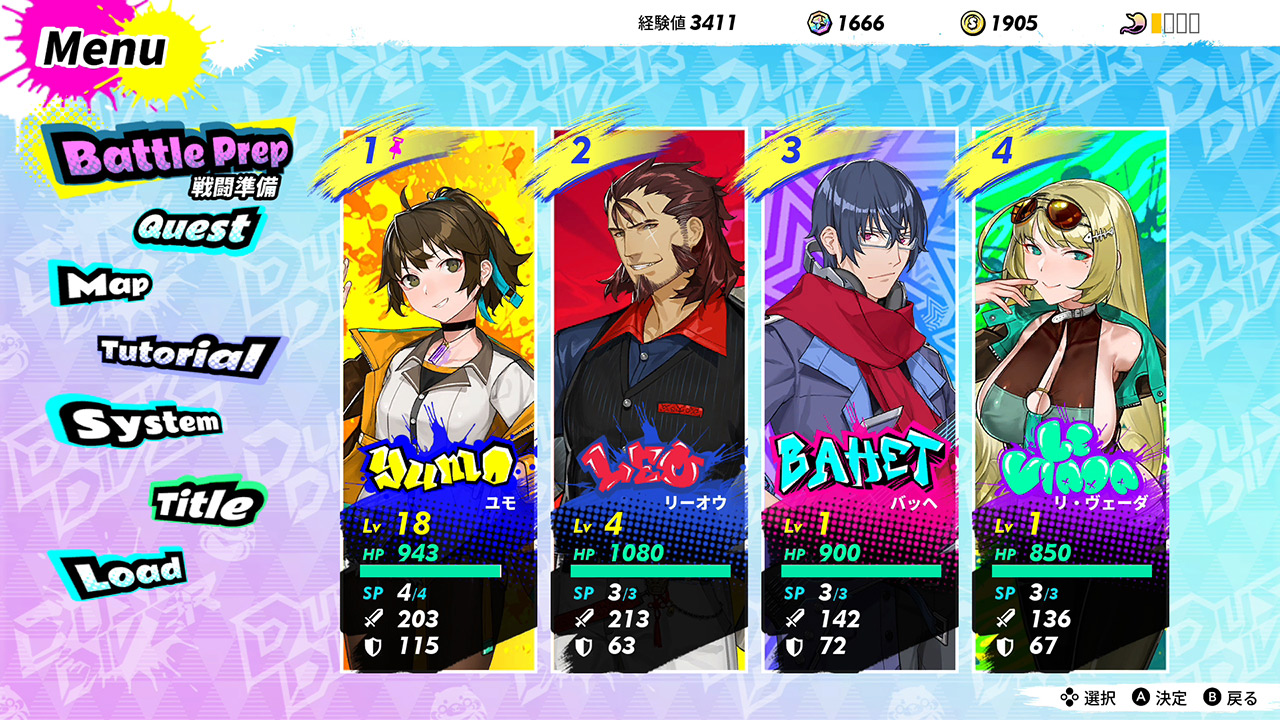 Menu
経験値 3411
1666
1905
Battle Prep
戦闘準備
Quest
Map
Tutorial
System
Title
Load
1
YUMO
ユモ
Lv 18
HP 943
SP 4/4
203
115
2
LEO
リーオウ
Lv 4
HP 1080
SP 3/3
213
63
3
BAHET
バッヘ
Lv 1
HP 900
SP 3/3
142
72
4
Li Vida
リ・ヴェーダ
Lv 1
HP 850
SP 3/3
136
67
選択 A 決定 B 戻る